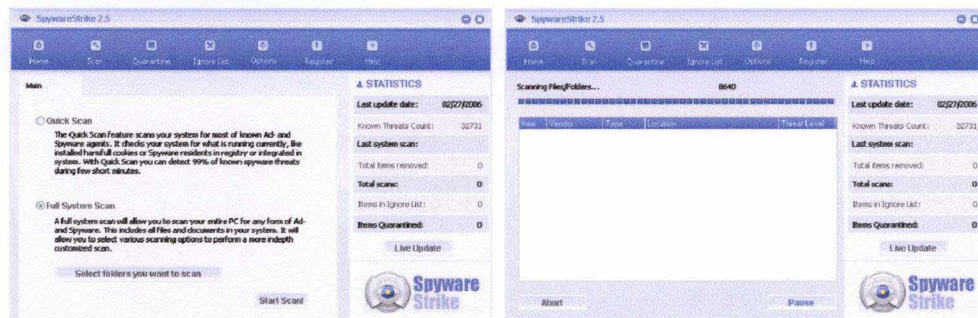 SpywareStrike 2.5
Home Scan Quarantine Ignore List Options Register Help
Main
Quick Scan
The Quick Scan feature scans your system for most of known Ad- and
Spyware agents. It checks your system for what is running currently, like
installed harmfull cookies or Spyware residents in registry or integrated in
system. With Quick Scan you can detect 99% of known spyware threats
during few short minutes.
Full System Scan
A full system scan will allow you to scan your entire PC for any form of Ad-
and Spyware. This includes all files and documents in your system. It will
allow you to select various scanning options to perform a more indepth
customized scan.
Select folders you want to scan
Start Scan!
STATISTICS
Last update date: 02/27/2006
Known Threats Count: 32731
Last system scan:
Total items removed: 0
Total scans: 0
Items in Ignore List: 0
Items Quarantined: 0
Live Update
Spyware
Strike
SpywareStrike 2.5
Home Scan Quarantine Ignore List Options Register Help
Scanning Files/Folders... 8640
Item Vendor Type Location Threat Level
Abort
Pause
STATISTICS
Last update date: 02/27/2006
Known Threats Count: 32731
Last system scan:
Total items removed: 0
Total scans: 0
Items in Ignore List: 0
Items Quarantined: 0
Live Update
Spyware
Strike